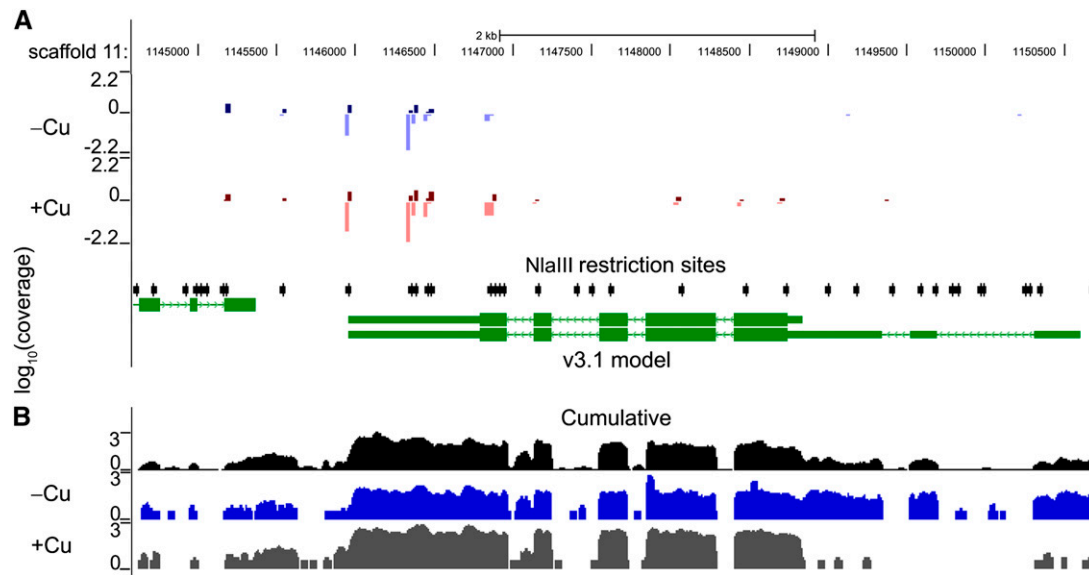 A
2 kb
scaffold 11: 1145000 1145500 1146000 1146500 1147000 1147500 1148000 1148500 1149000 1149500 1150000 1150500
2.2
0
−Cu
-2.2
2.2
0
+Cu
-2.2
NlaIII restriction sites
v3.1 model
log10(coverage)
B
Cumulative
3
0
3
−Cu
0
3
+Cu
0